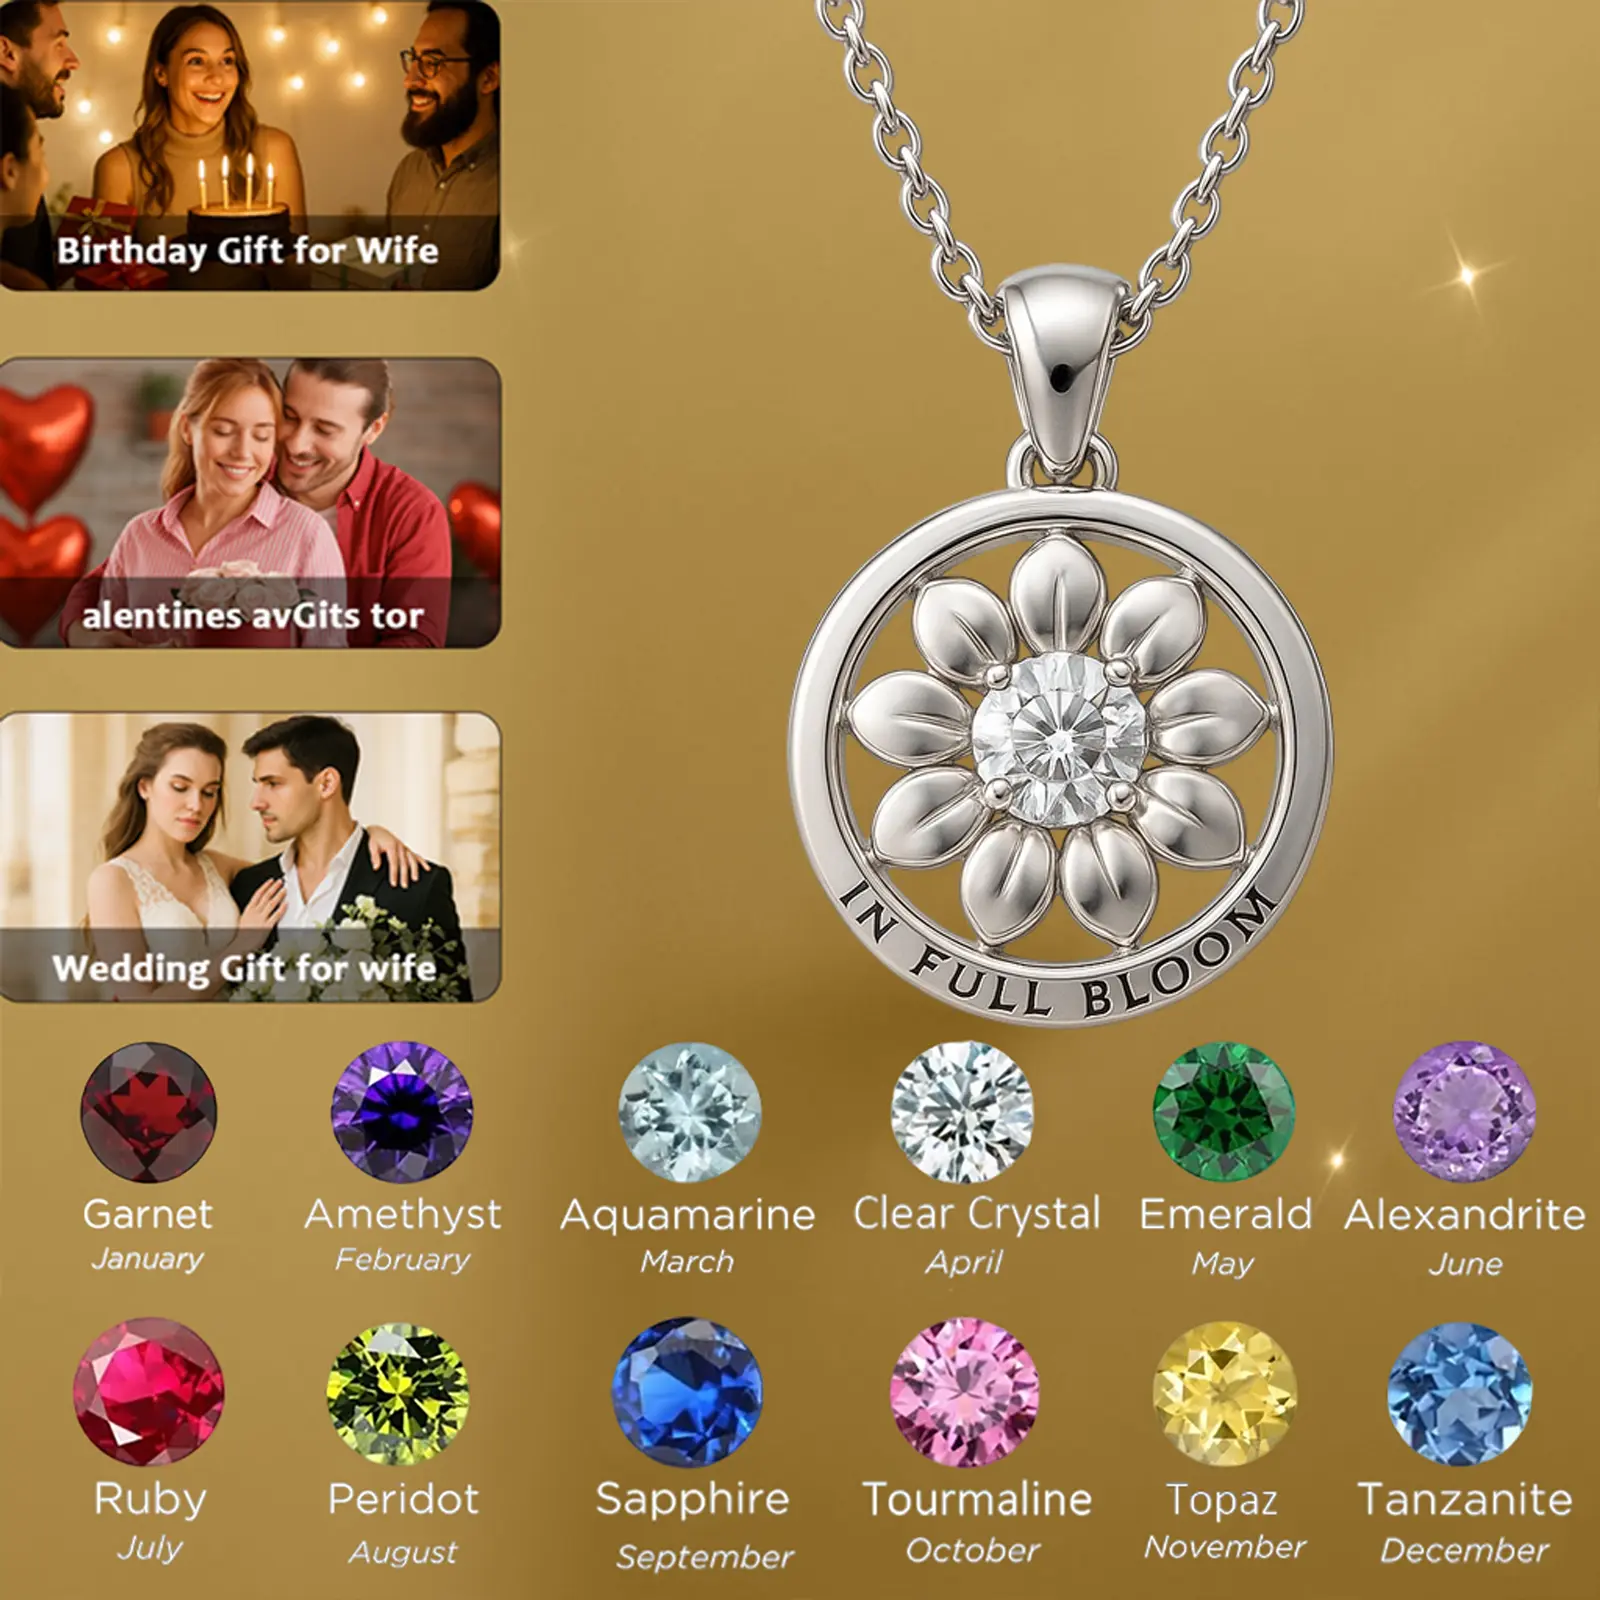 Birthday Gift for Wife
alentines avGits tor
Wedding Gift for wife
IN FULL BLOOM
Garnet
January
Amethyst
February
Aquamarine
March
Clear Crystal
April
Emerald
May
Alexandrite
June
Ruby
July
Peridot
August
Sapphire
September
Tourmaline
October
Topaz
November
Tanzanite
December